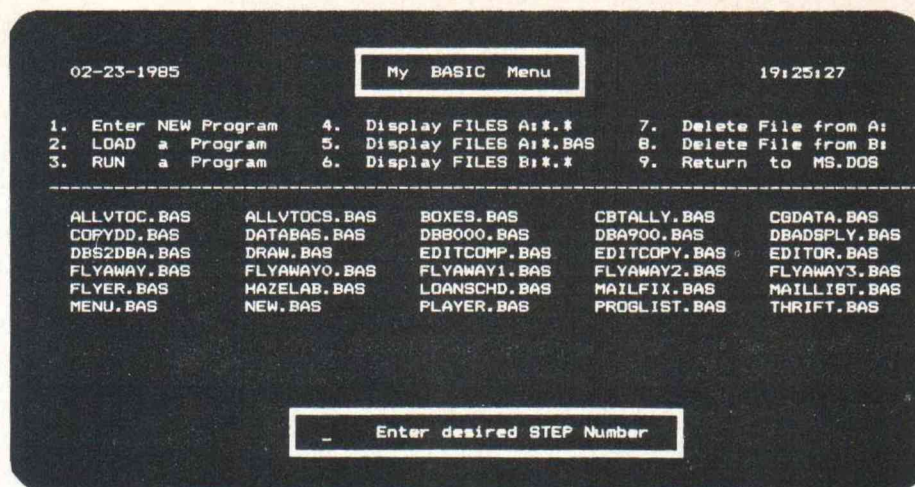 02-23-1985 My BASIC Menu 19:25:27
1. Enter NEW Program 4. Display FILES A:*.* 7. Delete File from A:
2. LOAD a Program 5. Display FILES A:*.BAS 8. Delete File from B:
3. RUN a Program 6. Display FILES B:*.* 9. Return to MS.DOS
ALLVTOC.BAS ALLVTOCS.BAS BOXES.BAS CBTALLY.BAS CGDATA.BAS
COPYDD.BAS DATABAS.BAS DB8000.BAS DBA900.BAS DBADSPLY.BAS
DBS2DBA.BAS DRAW.BAS EDITCOMP.BAS EDITCOPY.BAS EDITOR.BAS
FLYAWAY.BAS FLYAWAYO.BAS FLYAWAY1.BAS FLYAWAY2.BAS FLYAWAY3.BAS
FLYER.BAS HAZELAB.BAS LOANSCHD.BAS MAILFIX.BAS MAILLIST.BAS
MENU.BAS NEW.BAS PLAYER.BAS PROGLIST.BAS THRIFT.BAS
_ Enter desired STEP Number